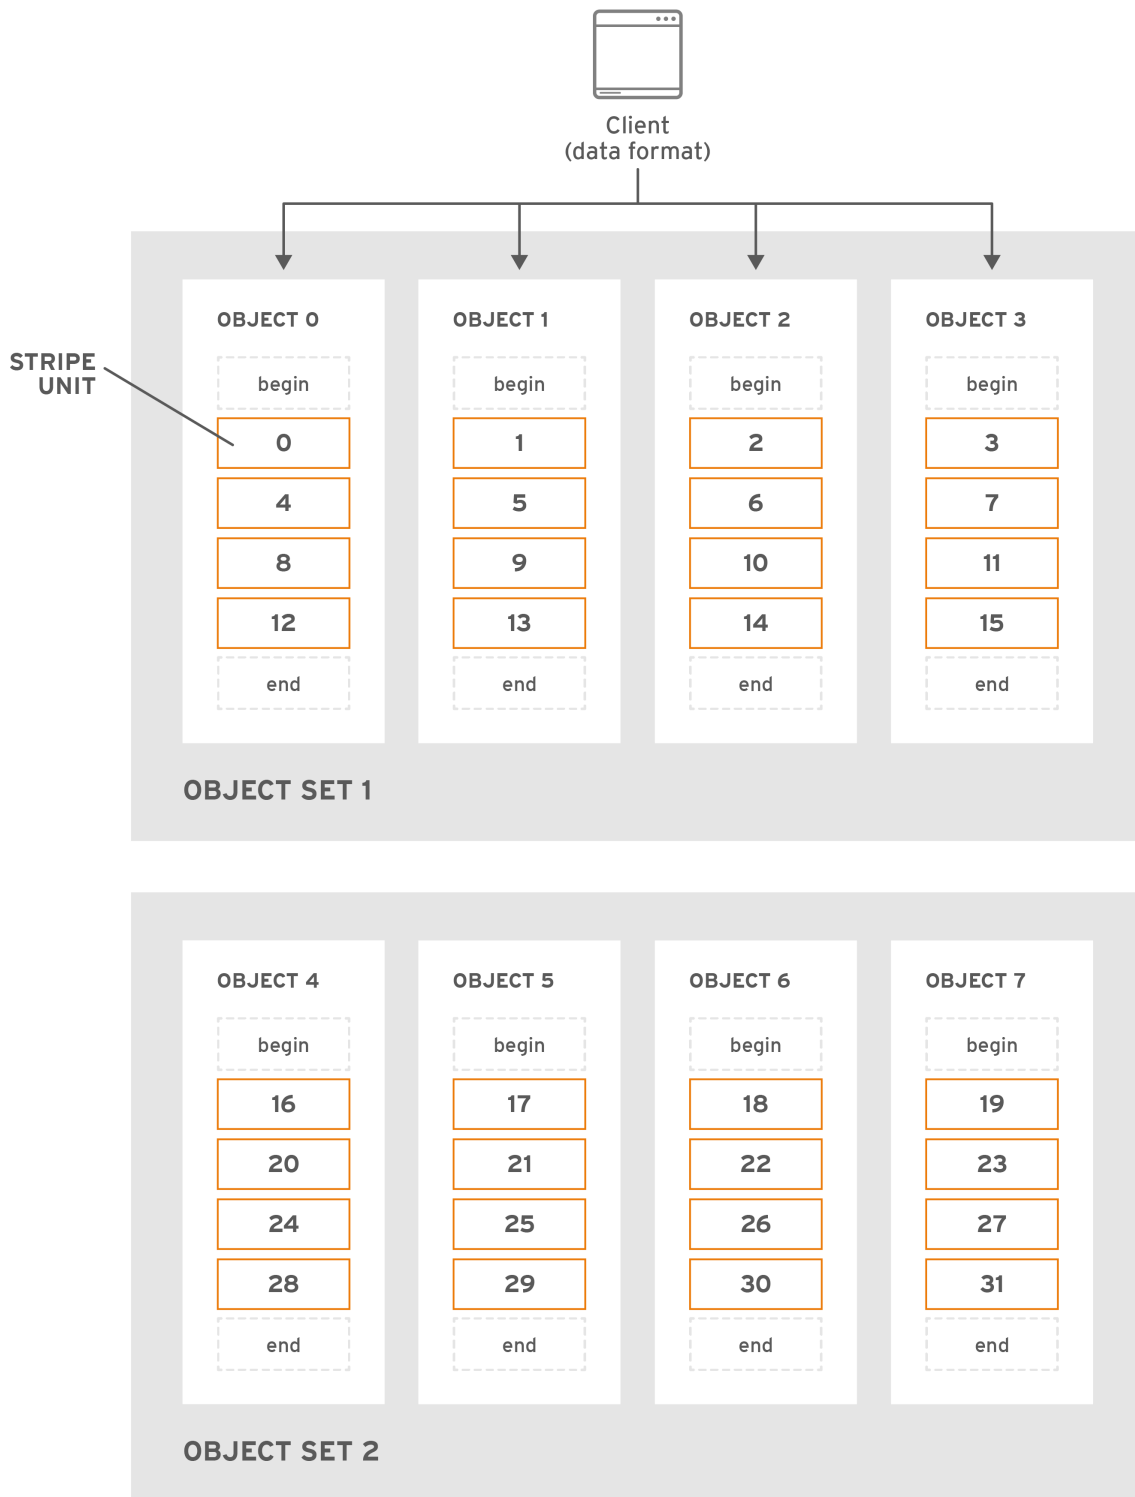 Client
(data format)
OBJECT 0 OBJECT 1 OBJECT 2 OBJECT 3
STRIPE
UNIT
begin begin begin begin
0 1 2 3
4 5 6 7
8 9 10 11
12 13 14 15
end end end end
OBJECT SET 1
OBJECT 4 OBJECT 5 OBJECT 6 OBJECT 7
begin begin begin begin
16 17 18 19
20 21 22 23
24 25 26 27
28 29 30 31
end end end end
OBJECT SET 2